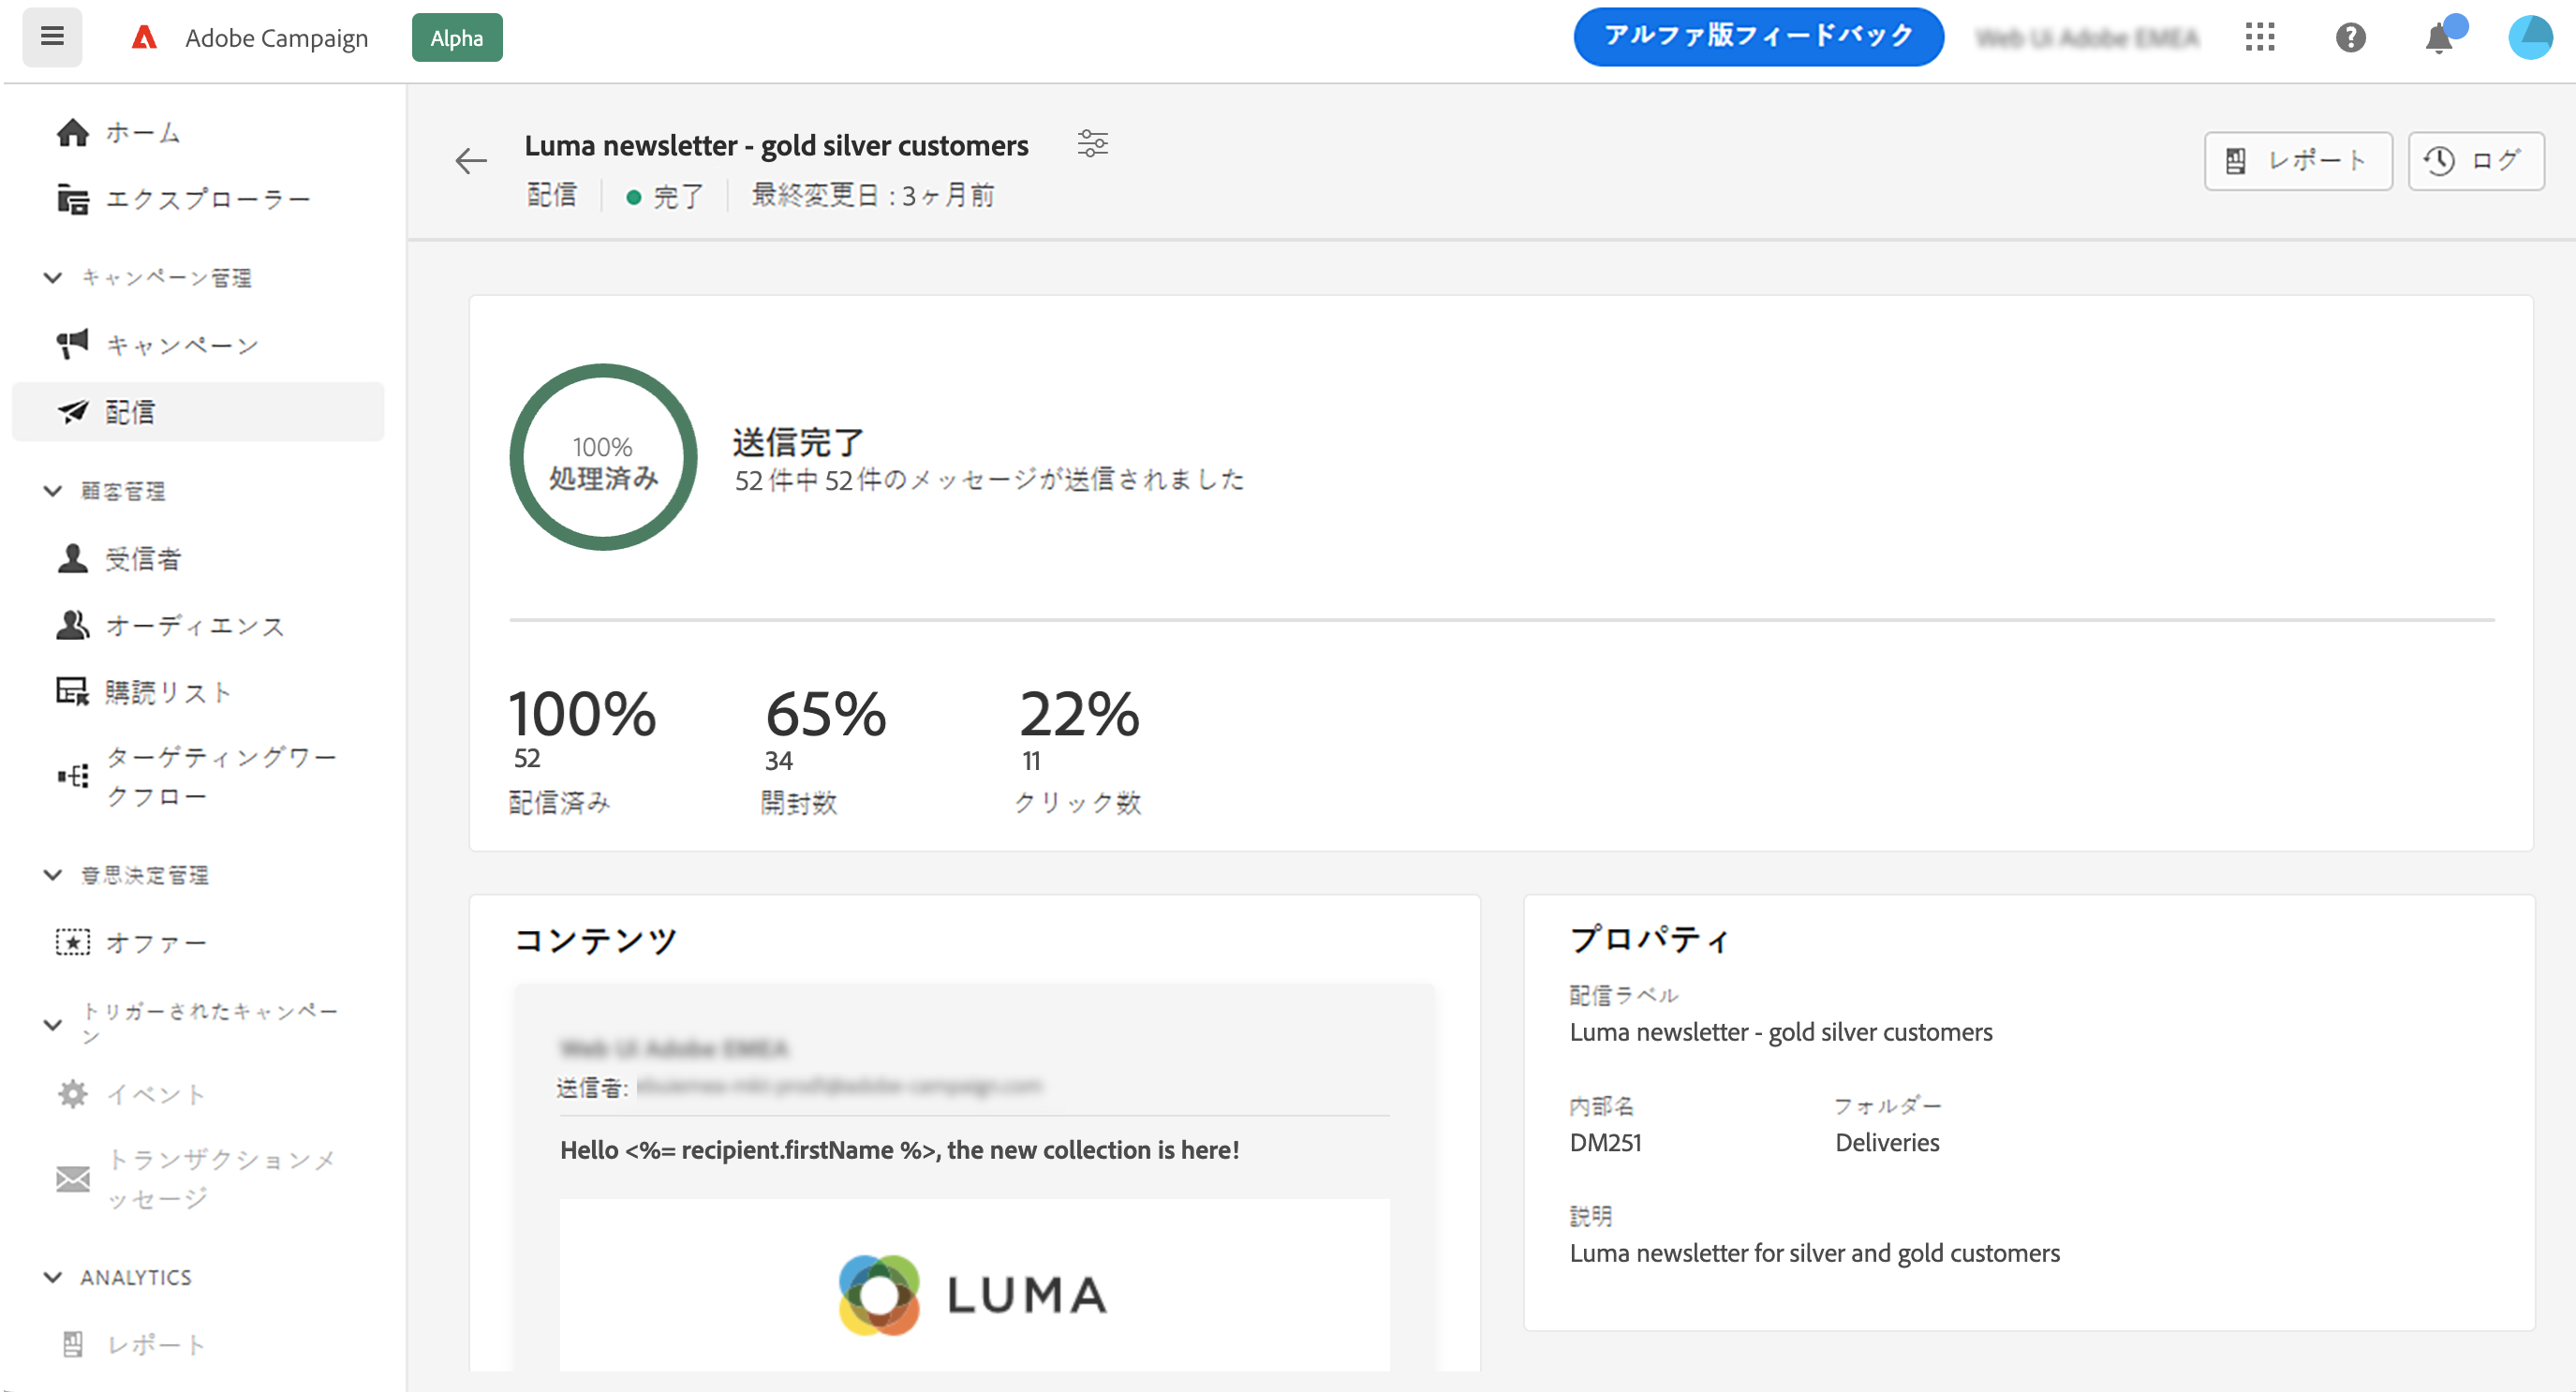 Adobe Campaign
Alpha
アルファ版フィードバック
Web Ui Adobe EMEA
ホーム
エクスプローラー
キャンペーン管理
キャンペーン
配信
顧客管理
受信者
オーディエンス
購読リスト
ターゲティングワー
クフロー
意思決定管理
オファー
トリガーされたキャンペー
ン
イベント
トランザクションメ
ッセージ
ANALYTICS
レポート
Luma newsletter - gold silver customers
配信
完了
最終変更日 : 3ヶ月前
レポート
ログ
100%
処理済み
送信完了
52 件中 52 件のメッセージが送信されました
100%
52
配信済み
65%
34
開封数
22%
11
クリック数
コンテンツ
Web Ui Adobe EMEA
送信者:
Hello <%= recipient.firstName %>, the new collection is here!
LUMA
プロパティ
配信ラベル
Luma newsletter - gold silver customers
内部名
DM251
フォルダー
Deliveries
説明
Luma newsletter for silver and gold customers